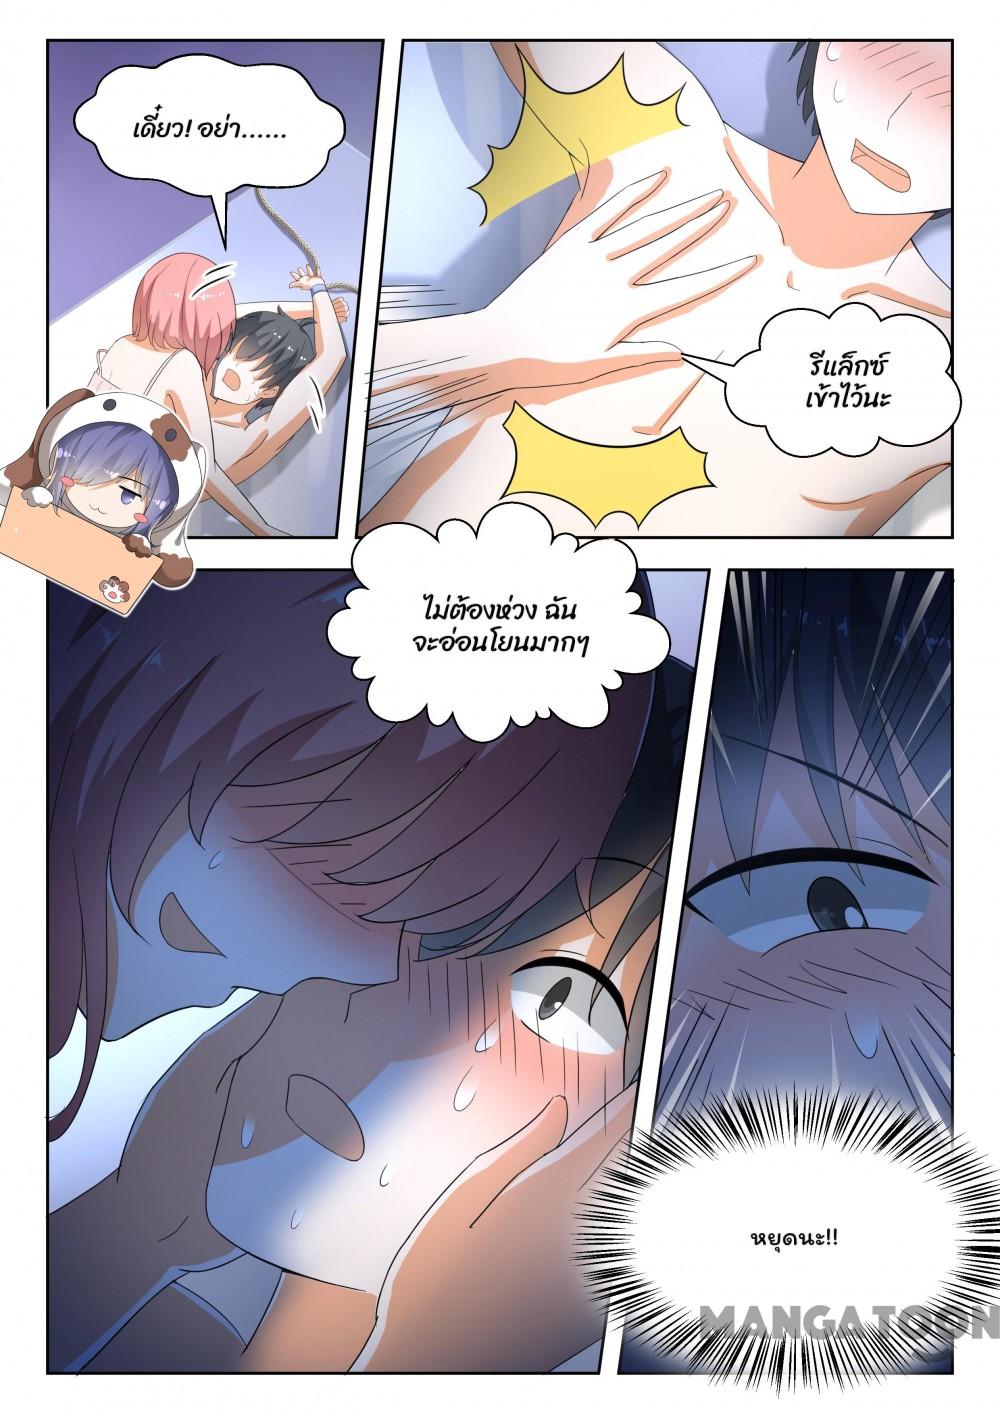 เดี๋ยว! อย่า......
รีแล็กซ์
เข้าไว้นะ
ไม่ต้องห่วง ฉัน
จะอ่อนโยนมากๆ
หยุดนะ!!
MANGATOON